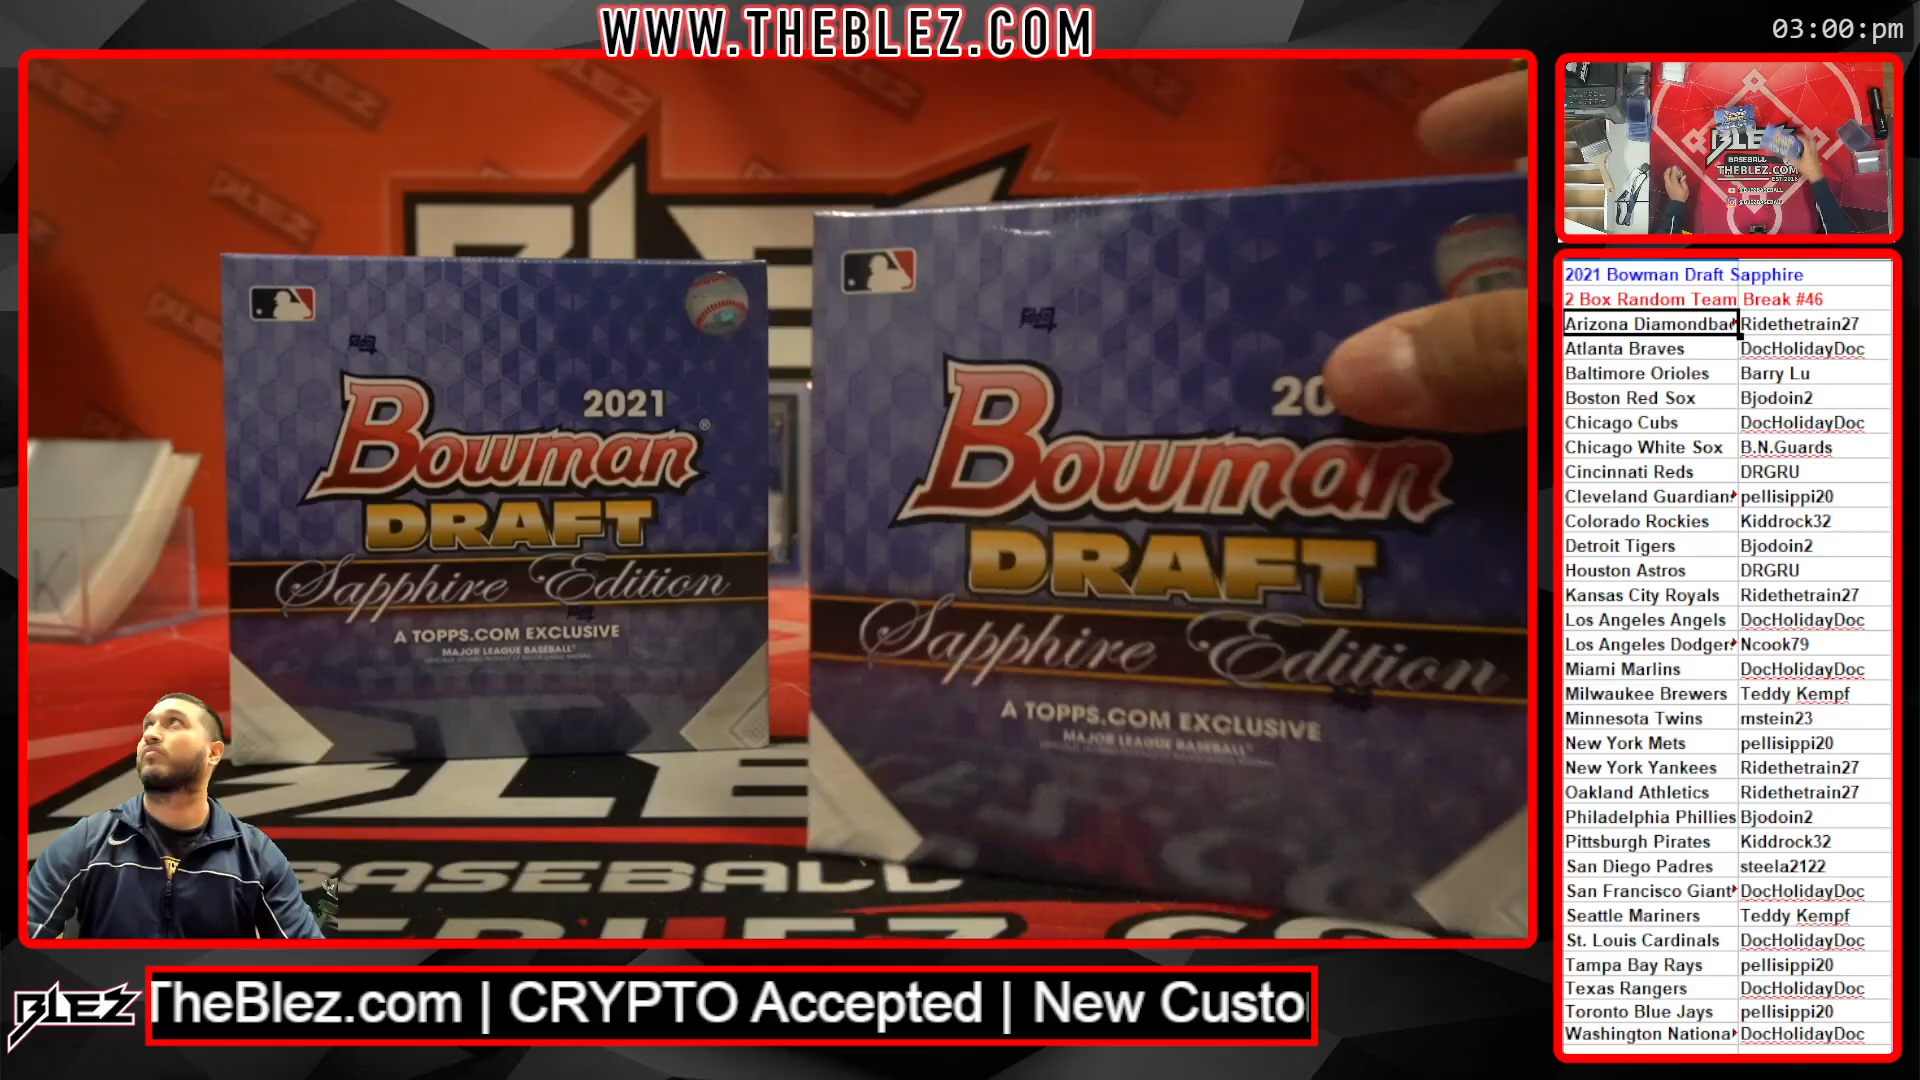 WWW.THEBLEZ.COM
03:00:pm
2021
Bowman
DRAFT
Sapphire Edition
A TOPPS.COM EXCLUSIVE
MAJOR LEAGUE BASEBALL
20
Bowman
DRAFT
Sapphire Edition
A TOPPS.COM EXCLUSIVE
MAJOR LEAGUE BASEBALL
BASEBALL
BLEZ
BASEBALL
THEBLEZ.COM
2021 Bowman Draft Sapphire
2 Box Random Team Break #46
Arizona Diamondba Ridethetrain27
Atlanta Braves DocHolidayDoc
Baltimore Orioles Barry Lu
Boston Red Sox Bjodoin2
Chicago Cubs DocHolidayDoc
Chicago White Sox B.N.Guards
Cincinnati Reds DRGRU
Cleveland Guardian pellisippi20
Colorado Rockies Kiddrock32
Detroit Tigers Bjodoin2
Houston Astros DRGRU
Kansas City Royals Ridethetrain27
Los Angeles Angels DocHolidayDoc
Los Angeles Dodger Ncook79
Miami Marlins DocHolidayDoc
Milwaukee Brewers Teddy Kempf
Minnesota Twins mstein23
New York Mets pellisippi20
New York Yankees Ridethetrain27
Oakland Athletics Ridethetrain27
Philadelphia Phillies Bjodoin2
Pittsburgh Pirates Kiddrock32
San Diego Padres steela2122
San Francisco Giant DocHolidayDoc
Seattle Mariners Teddy Kempf
St. Louis Cardinals DocHolidayDoc
Tampa Bay Rays pellisippi20
Texas Rangers DocHolidayDoc
Toronto Blue Jays pellisippi20
Washington Nationa DocHolidayDoc
BLEZ
TheBlez.com | CRYPTO Accepted | New Custo